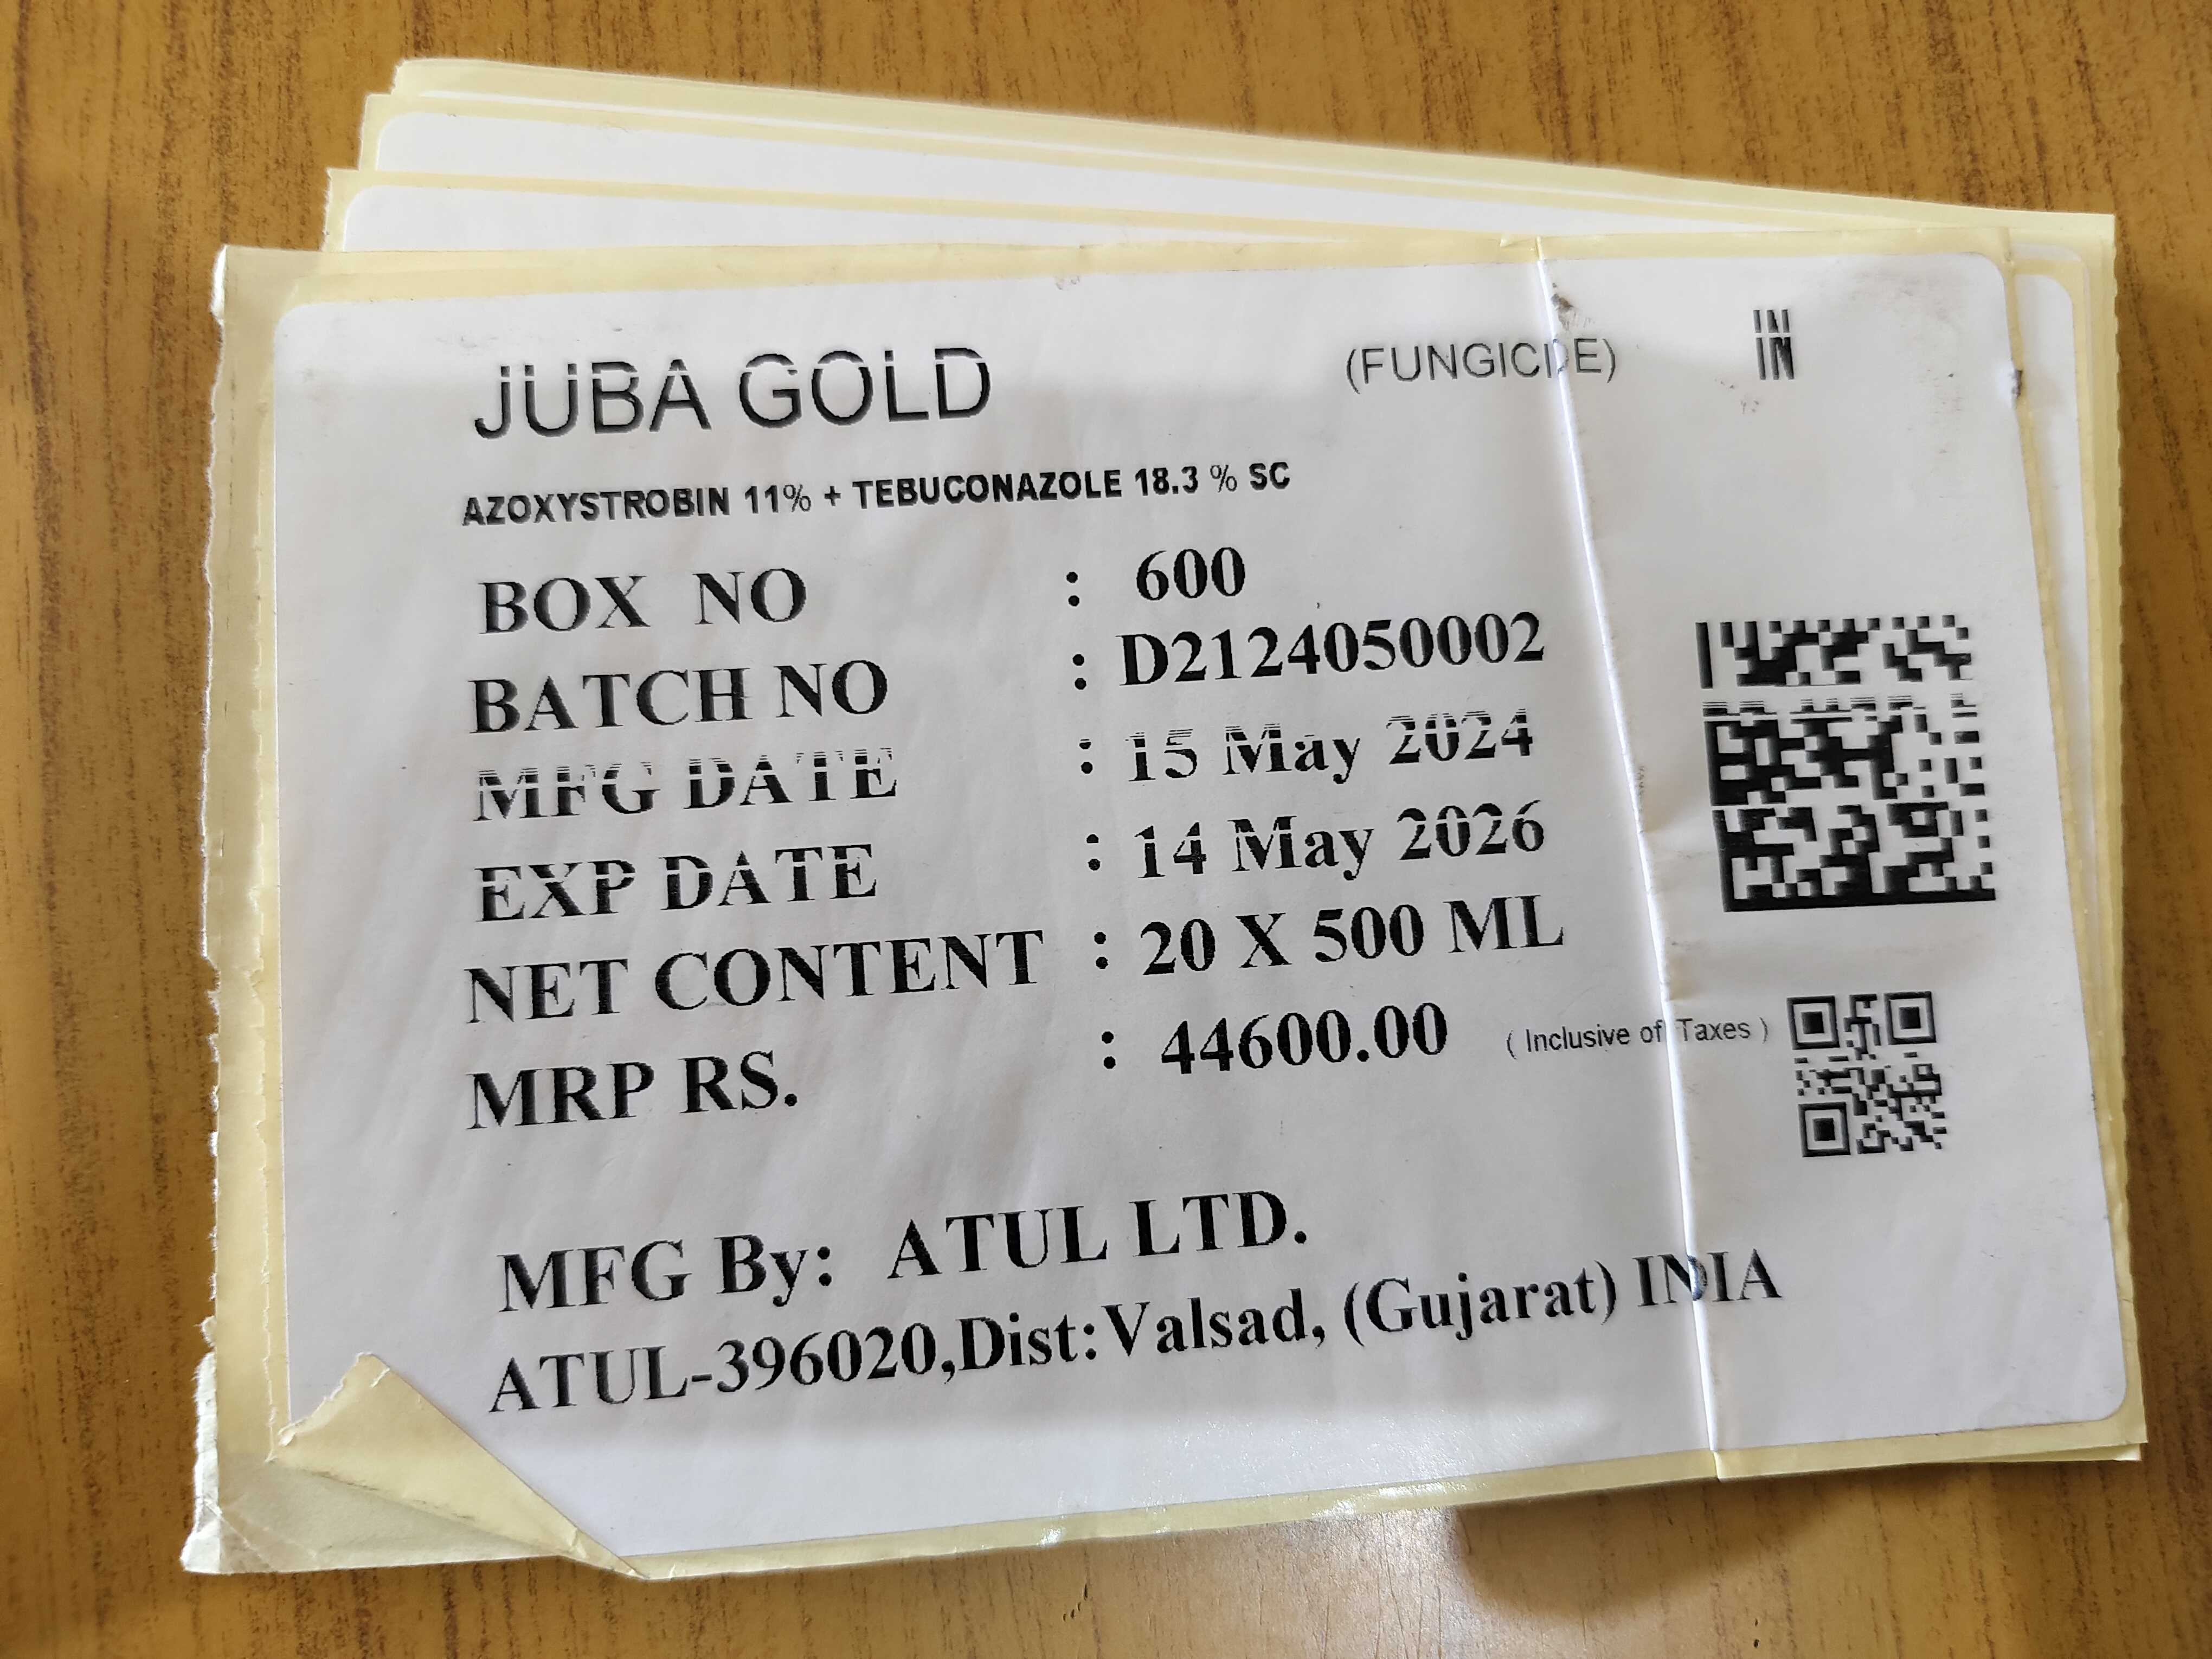 JUBA GOLD (FUNGICIDE) IN
AZOXYSTROBIN 11% + TEBUCONAZOLE 18.3 % SC
BOX NO : 600
BATCH NO : D2124050002
MFG DATE : 15 May 2024
EXP DATE : 14 May 2026
NET CONTENT : 20 X 500 ML
MRP RS. : 44600.00 ( Inclusive of Taxes )
MFG By: ATUL LTD.
ATUL-396020,Dist:Valsad, (Gujarat) INDIA